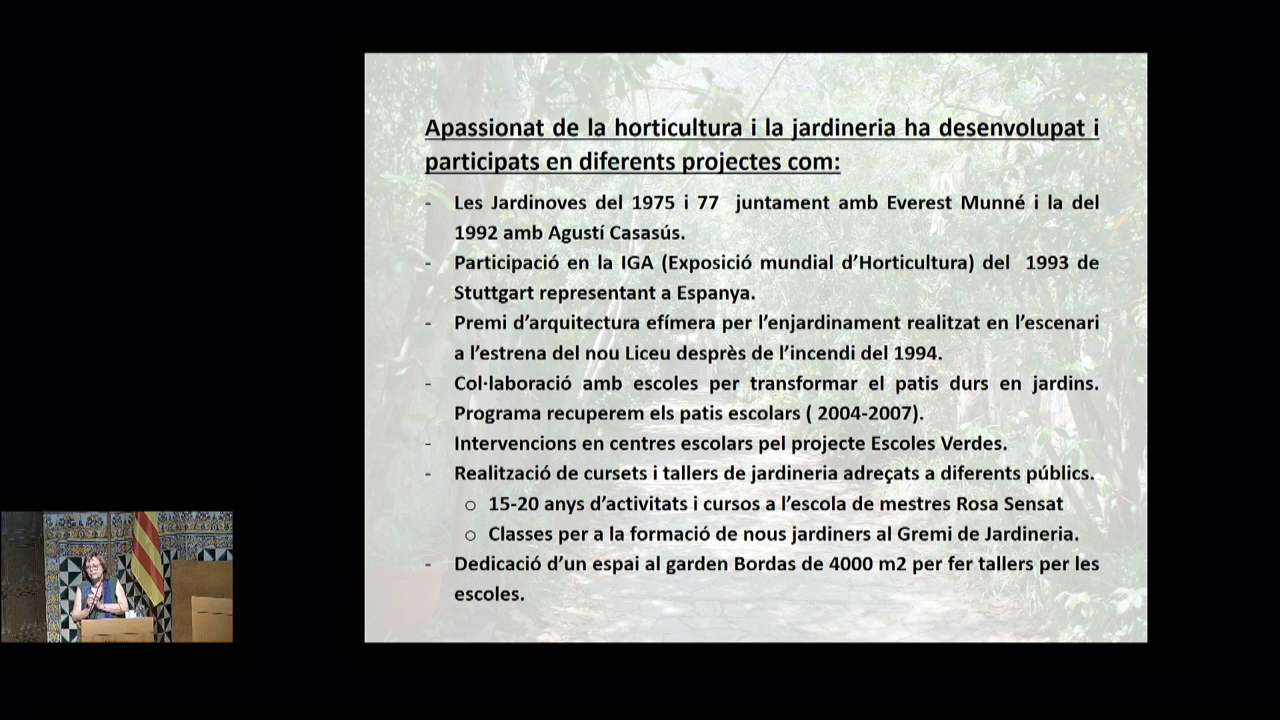 Apassionat de la horticultura i la jardineria ha desenvolupat i
participats en diferents projectes com:
- Les Jardinoves del 1975 i 77 juntament amb Everest Munné i la del
1992 amb Agustí Casasús.
- Participació en la IGA (Exposició mundial d’Horticultura) del 1993 de
Stuttgart representant a Espanya.
- Premi d’arquitectura efímera per l’enjardinament realitzat en l’escenari
a l’estrena del nou Liceu desprès de l’incendi del 1994.
- Col·laboració amb escoles per transformar el patis durs en jardins.
Programa recuperem els patis escolars ( 2004-2007).
- Intervencions en centres escolars pel projecte Escoles Verdes.
- Realització de cursets i tallers de jardineria adreçats a diferents públics.
o 15-20 anys d’activitats i cursos a l’escola de mestres Rosa Sensat
o Classes per a la formació de nous jardiners al Gremi de Jardineria.
- Dedicació d’un espai al garden Bordas de 4000 m2 per fer tallers per les
escoles.